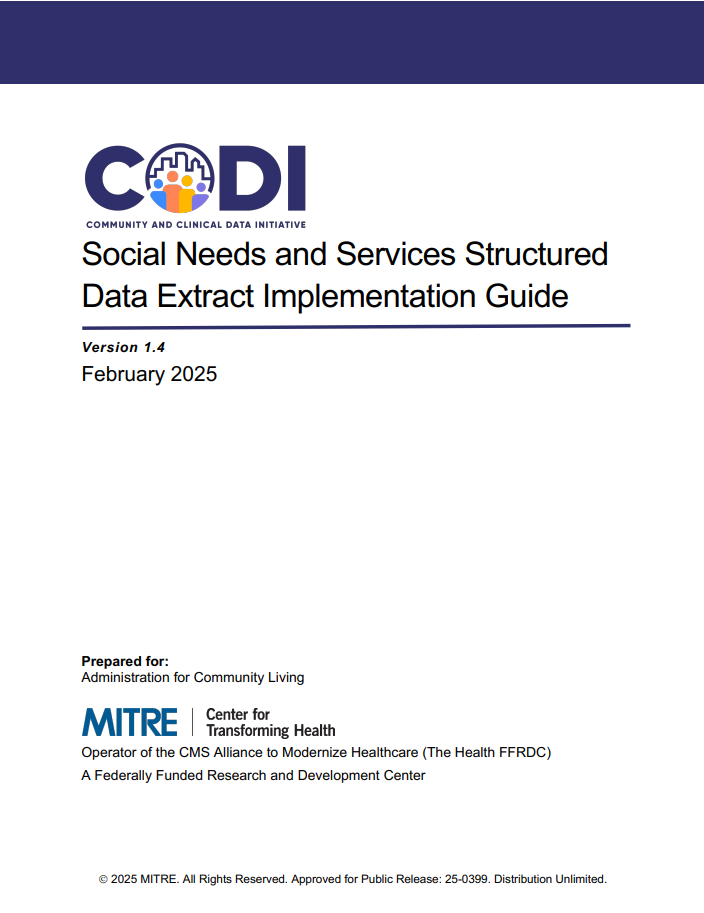 CODI
COMMUNITY AND CLINICAL DATA INITIATIVE
Social Needs and Services Structured
Data Extract Implementation Guide
Version 1.4
February 2025
Prepared for:
Administration for Community Living
MITRE | Center for
Transforming Health
Operator of the CMS Alliance to Modernize Healthcare (The Health FFRDC)
A Federally Funded Research and Development Center
© 2025 MITRE. All Rights Reserved. Approved for Public Release: 25-0399. Distribution Unlimited.